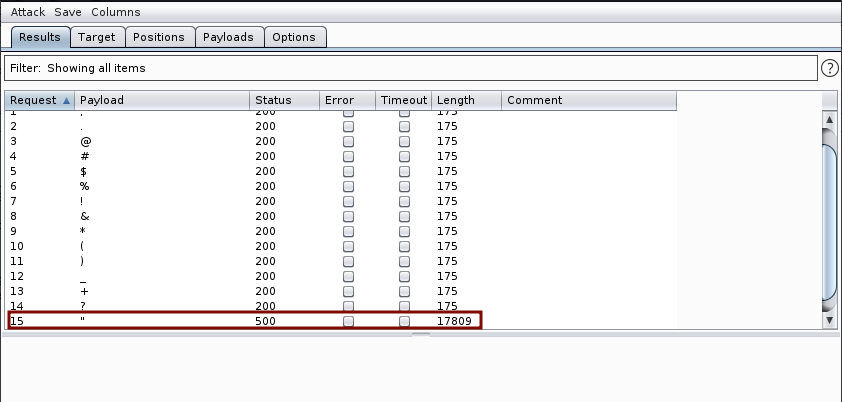 Attack Save Columns
Results Target Positions Payloads Options
Filter: Showing all items ?
Request Payload Status Error Timeout Length Comment
2 . 200 175
3 @ 200 175
4 # 200 175
5 $ 200 175
6 % 200 175
7 ! 200 175
8 & 200 175
9 * 200 175
10 ( 200 175
11 ) 200 175
12 _ 200 175
13 + 200 175
14 ? 200 175
15 " 500 17809